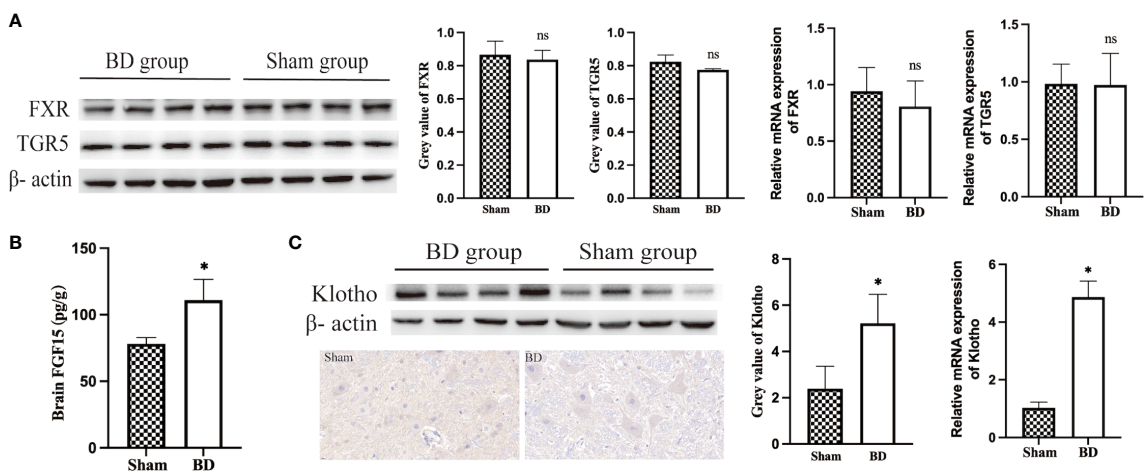 A
BD group Sham group
FXR
TGR5
β- actin
Grey value of FXR
1.0
0.8
0.6
0.4
0.2
0.0
ns
Sham BD
Grey value of TGR5
1.0
0.8
0.6
0.4
0.2
0.0
ns
Sham BD
Relative mRNA expression
of FXR
1.5
1.0
0.5
0.0
ns
Sham BD
Relative mRNA expression
of TGR5
1.5
1.0
0.5
0.0
ns
Sham BD
B
Brain FGF15 (pg/g)
150
100
50
0
*
Sham BD
C
BD group Sham group
Klotho
β- actin
Sham
BD
Grey value of Klotho
8
6
4
2
0
*
Sham BD
Relative mRNA expression
of Klotho
6
4
2
0
*
Sham BD